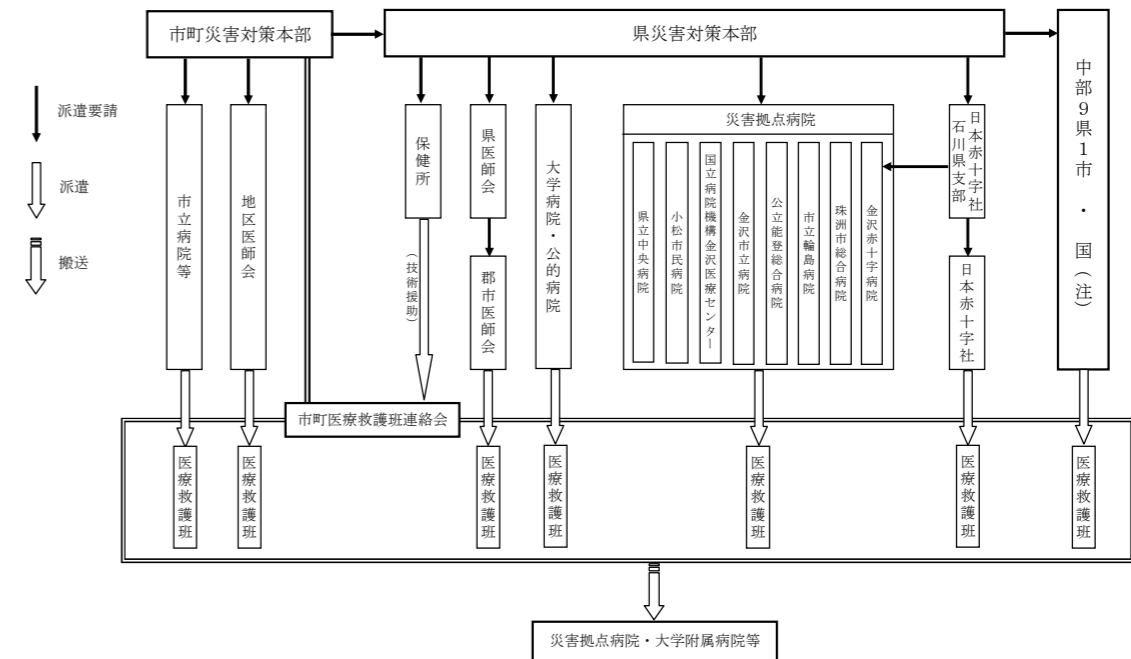 市町災害対策本部
県災害対策本部
中部9県1市・国(注)
派遣要請
派遣
搬送
市立病院等
地区医師会
保健所
(技術援助)
県医師会
郡市医師会
大学病院・公的病院
災害拠点病院
県立中央病院
小松市民病院
国立病院機構金沢医療センター
金沢市立病院
公立能登総合病院
市立輪島病院
珠洲市総合病院
金沢赤十字病院
日本赤十字社
石川県支部
日本赤十字社
市町医療救護班連絡会
医療救護班
医療救護班
医療救護班
医療救護班
医療救護班
医療救護班
医療救護班
災害拠点病院・大学附属病院等